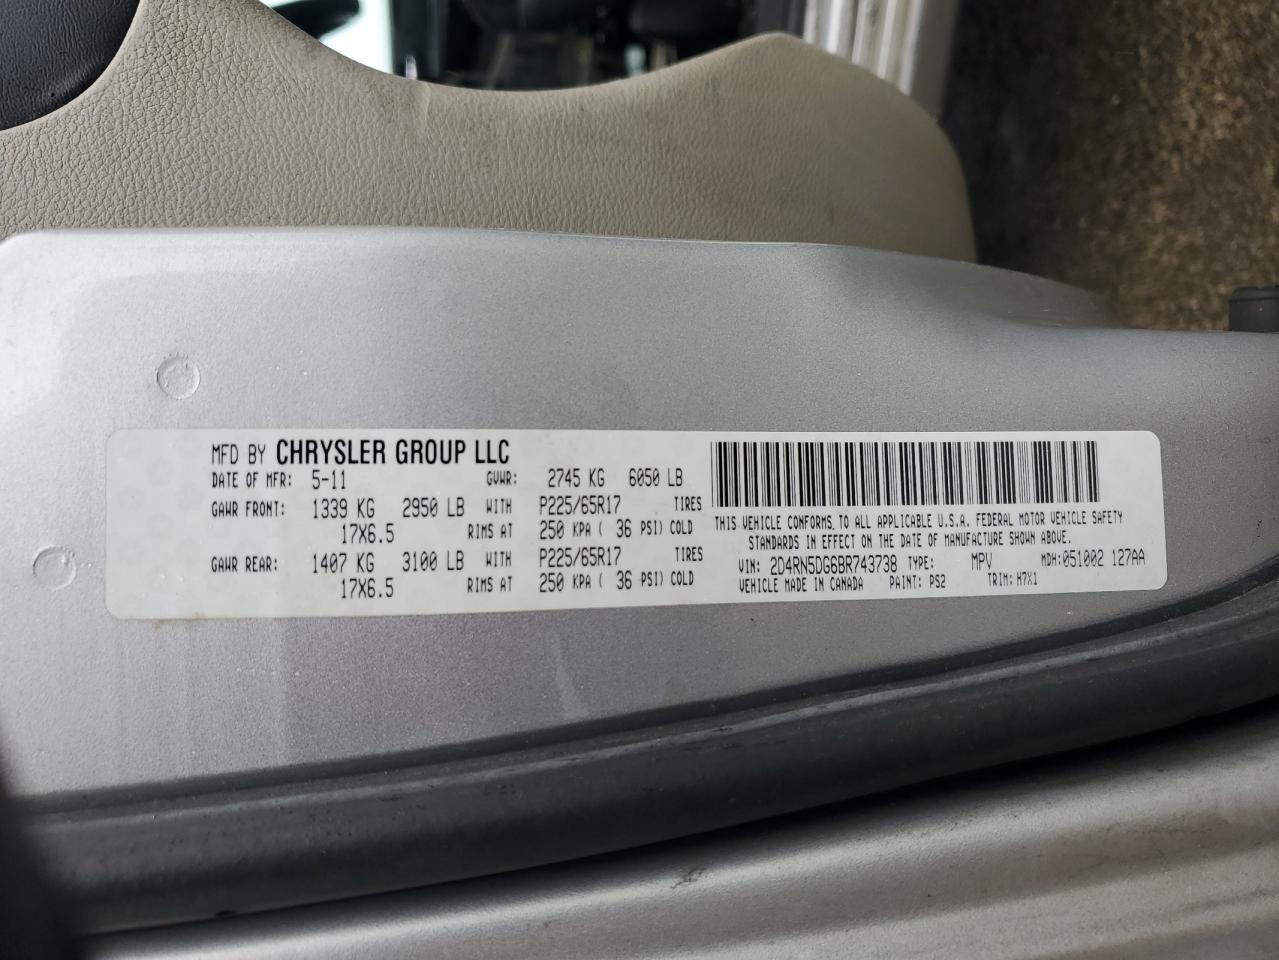 MFD BY CHRYSLER GROUP LLC
DATE OF MFR: 5-11 GVWR: 2745 KG 6050 LB
GAWR FRONT: 1339 KG 2950 LB WITH P225/65R17 TIRES
17X6.5 RIMS AT 250 KPA ( 36 PSI) COLD
GAWR REAR: 1407 KG 3100 LB WITH P225/65R17 TIRES
17X6.5 RIMS AT 250 KPA ( 36 PSI) COLD
THIS VEHICLE CONFORMS TO ALL APPLICABLE U.S.A. FEDERAL MOTOR VEHICLE SAFETY
STANDARDS IN EFFECT ON THE DATE OF MANUFACTURE SHOWN ABOVE.
VIN: 2D4RN5DG6BR743738 TYPE: MPV MDH:051002 127AA
VEHICLE MADE IN CANADA PAINT: PS2 TRIM: H7X1